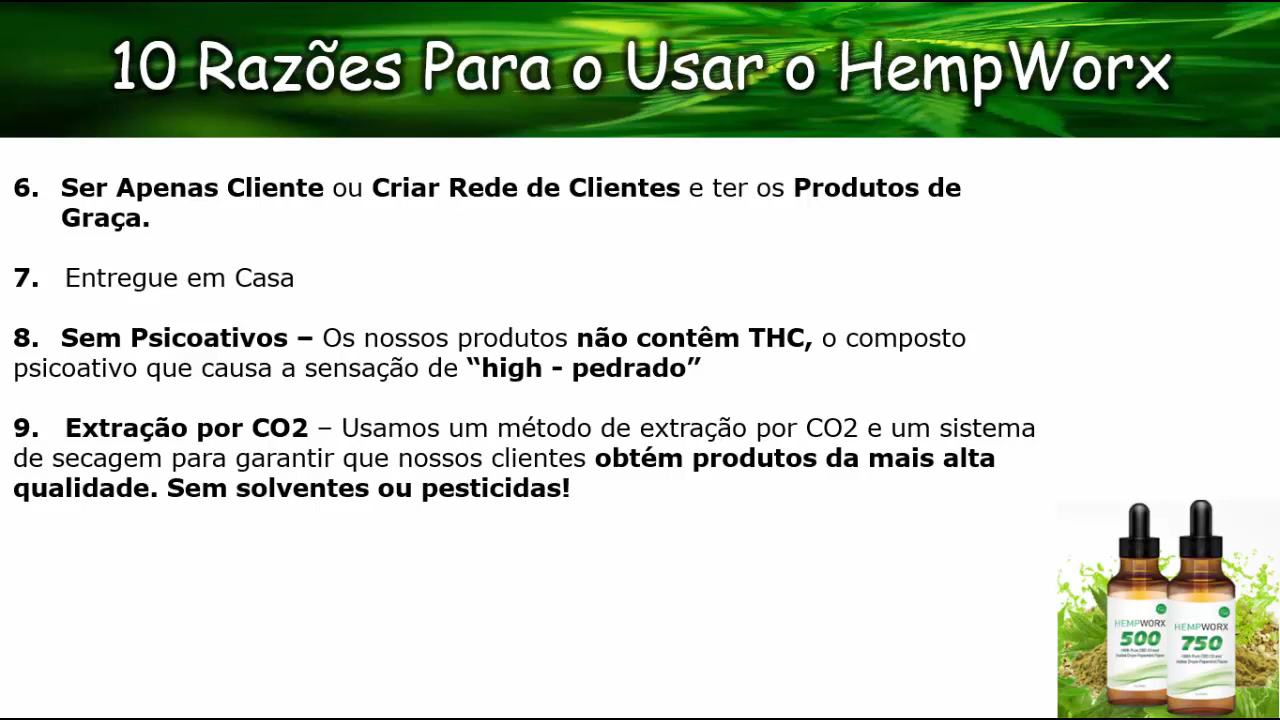 10 Razões Para o Usar o HempWorx
6. Ser Apenas Cliente ou Criar Rede de Clientes e ter os Produtos de
Graça.
7. Entregue em Casa
8. Sem Psicoativos – Os nossos produtos não contêm THC, o composto
psicoativo que causa a sensação de “high - pedrado”
9. Extração por CO2 – Usamos um método de extração por CO2 e um sistema
de secagem para garantir que nossos clientes obtém produtos da mais alta
qualidade. Sem solventes ou pesticidas!
HEMPWORX
500
HEMPWORX
750